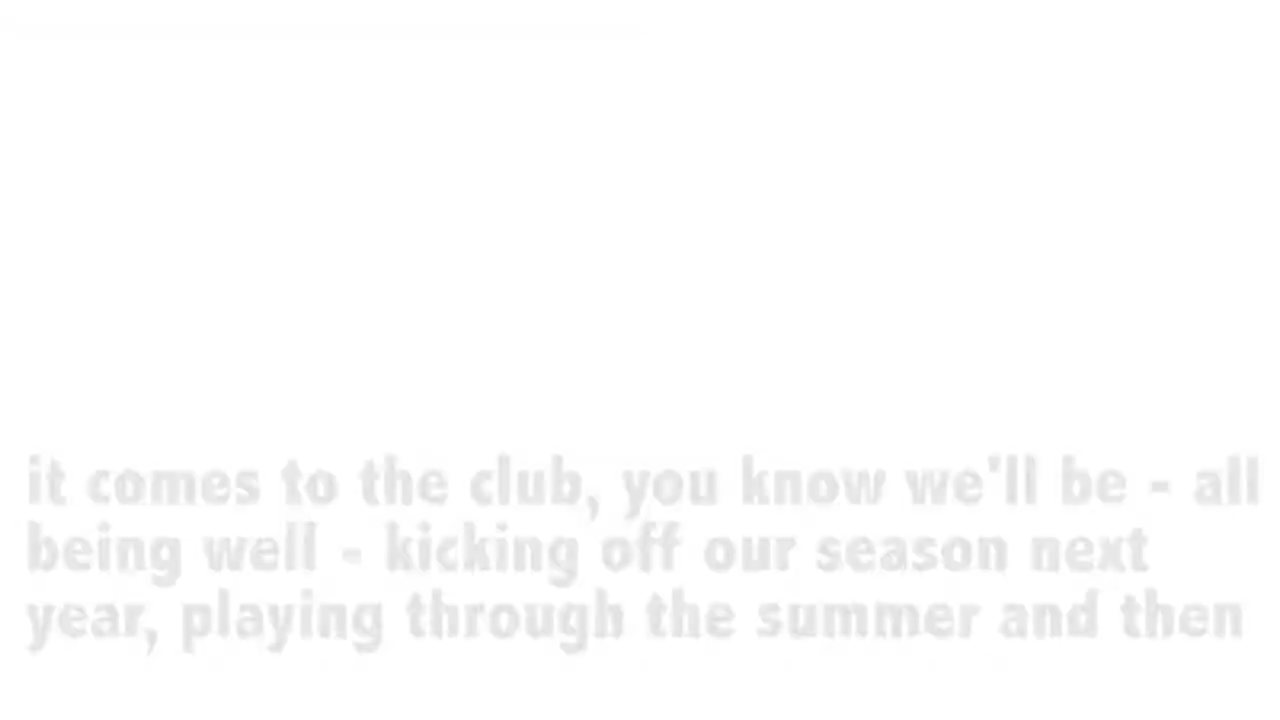 it comes to the club, you know we'll be - all
being well - kicking off our season next
year, playing through the summer and then